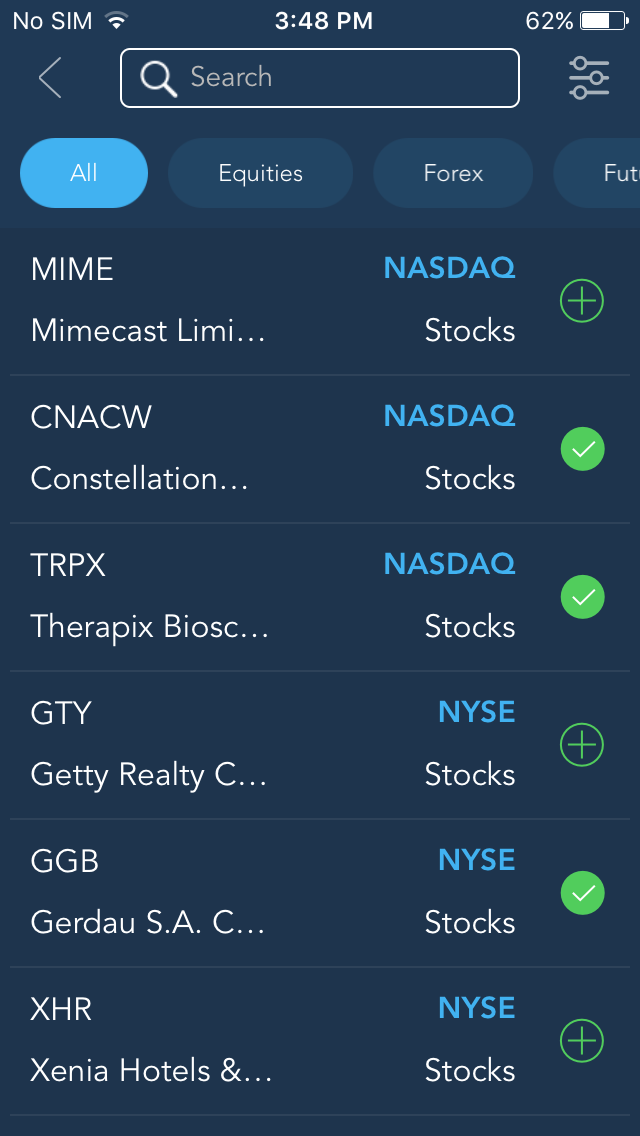 No SIM 3:48 PM 62%
Search
All Equities Forex Fut
MIME NASDAQ
Mimecast Limi... Stocks
CNACW NASDAQ
Constellation... Stocks
TRPX NASDAQ
Therapix Biosc... Stocks
GTY NYSE
Getty Realty C... Stocks
GGB NYSE
Gerdau S.A. C... Stocks
XHR NYSE
Xenia Hotels &... Stocks